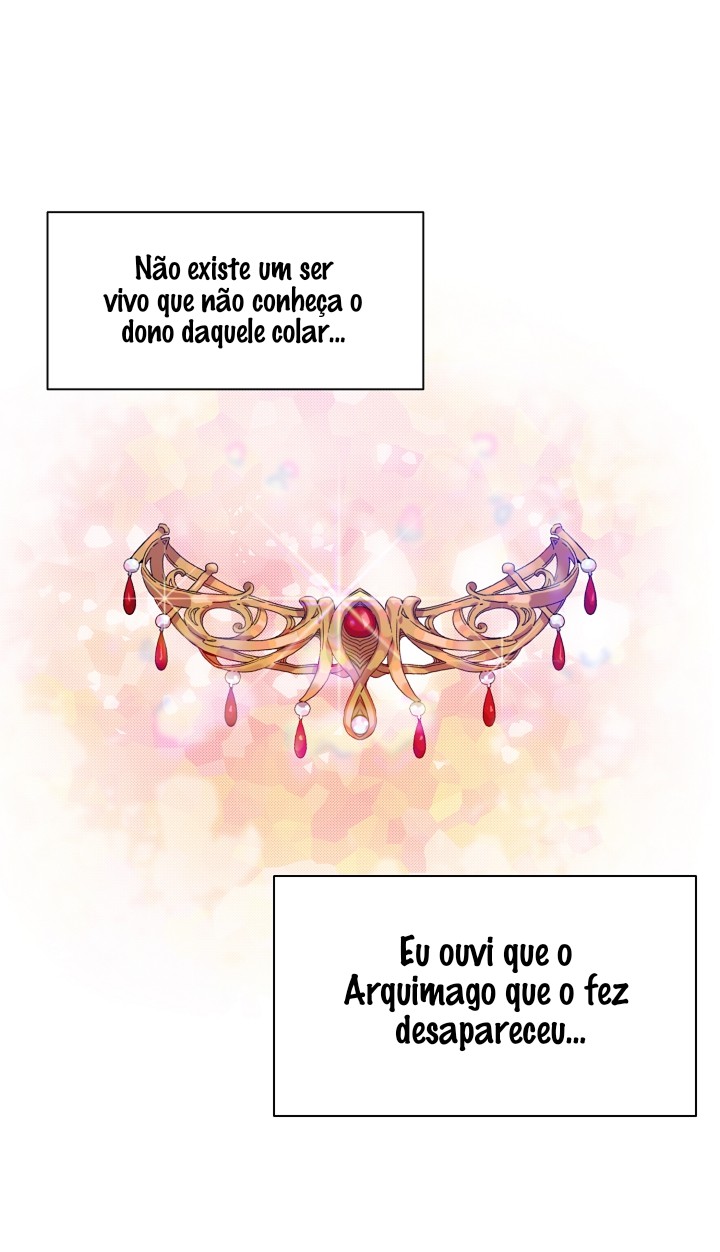 Não existe um ser
vivo que não conheça o
dono daquele colar...
Eu ouvi que o
Arquimago que o fez
desapareceu...